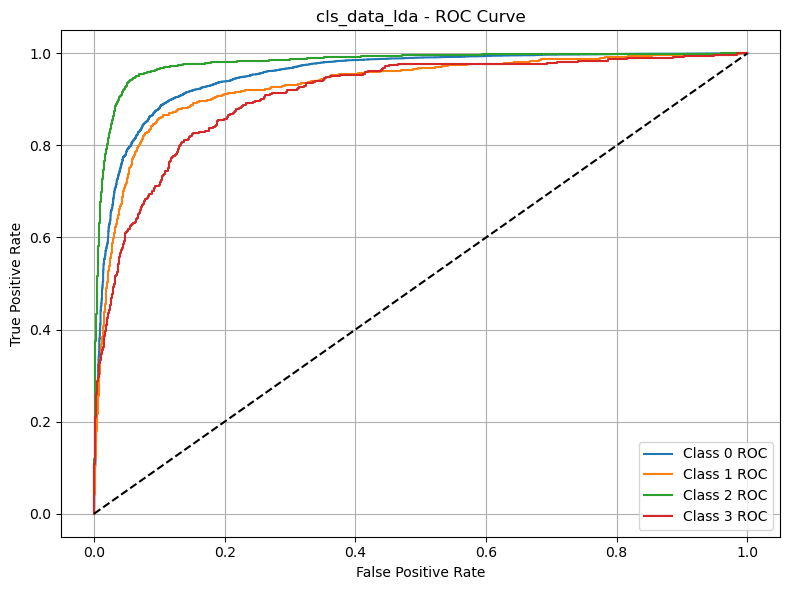 cls_data_lda - ROC Curve
True Positive Rate
1.0
0.8
0.6
0.4
0.2
0.0
0.0 0.2 0.4 0.6 0.8 1.0
False Positive Rate
Class 0 ROC
Class 1 ROC
Class 2 ROC
Class 3 ROC